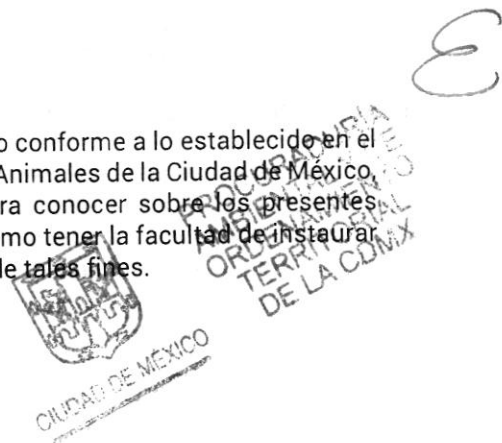 o conforme a lo establecido en el
Animales de la Ciudad de México,
ra conocer sobre los presentes
mo tener la facultad de instaurar
le tales fines.
PROCURADURÍA
AMBIENTAL Y DE
ORDENAMIENTO
TERRITORIAL
DE LA CDMX
CIUDAD DE MÉXICO